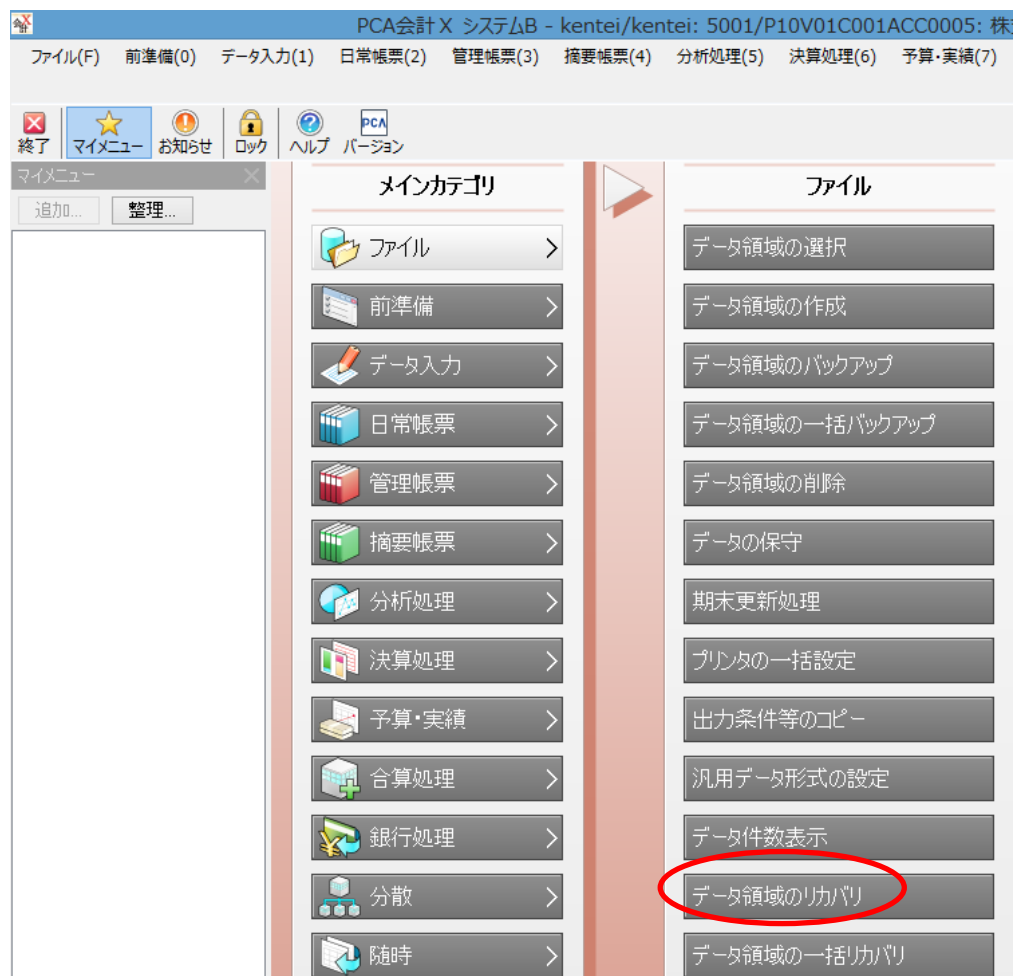 PCA会計X システムB - kentei/kentei: 5001/P10V01C001ACC0005: 株
ファイル(F) 前準備(0) データ入力(1) 日常帳票(2) 管理帳票(3) 摘要帳票(4) 分析処理(5) 決算処理(6) 予算・実績(7)
PCA
終了 マイメニュー お知らせ ロック ヘルプ バージョン
マイメニュー
追加... 整理...
メインカテゴリ
ファイル
前準備
データ入力
日常帳票
管理帳票
摘要帳票
分析処理
決算処理
予算・実績
合算処理
銀行処理
分散
随時
ファイル
データ領域の選択
データ領域の作成
データ領域のバックアップ
データ領域の一括バックアップ
データ領域の削除
データの保守
期末更新処理
プリンタの一括設定
出力条件等のコピー
汎用データ形式の設定
データ件数表示
データ領域のリカバリ
データ領域の一括リカバリ